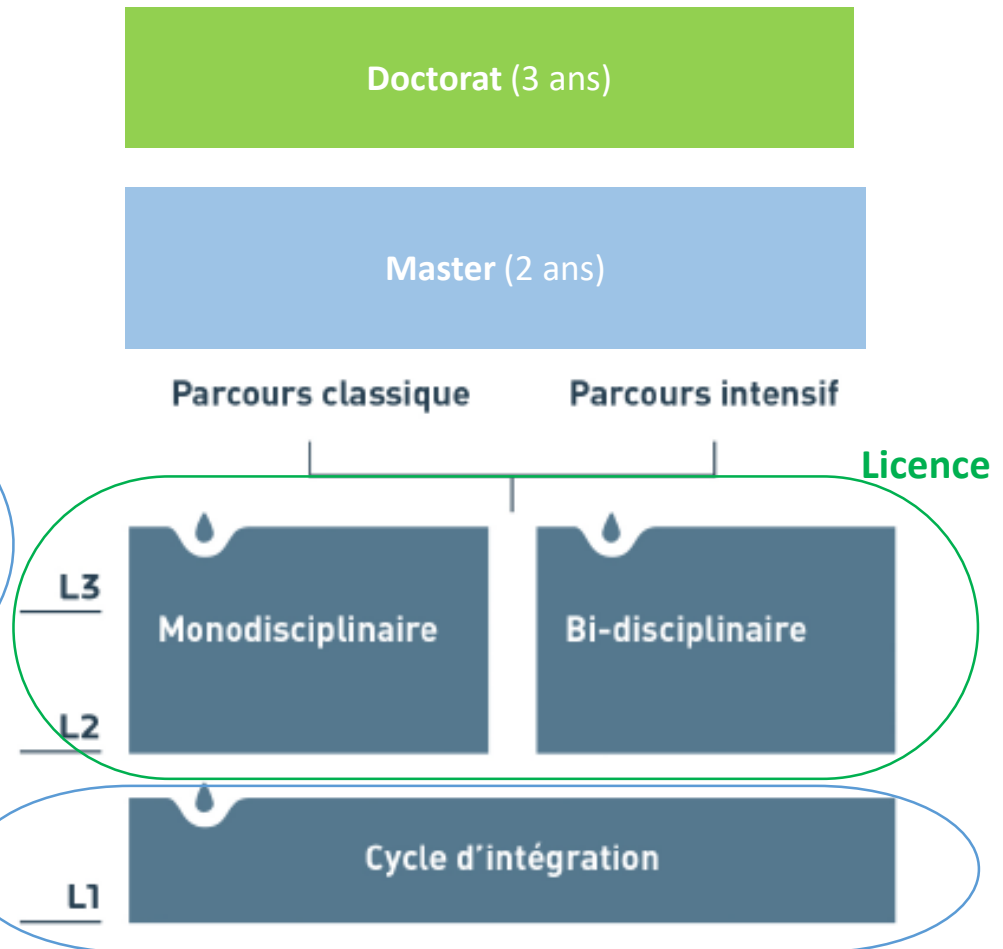 Doctorat (3 ans)
Master (2 ans)
Parcours classique
Parcours intensif
Licence
L3
Monodisciplinaire
Bi-disciplinaire
L2
Cycle d'intégration
L1